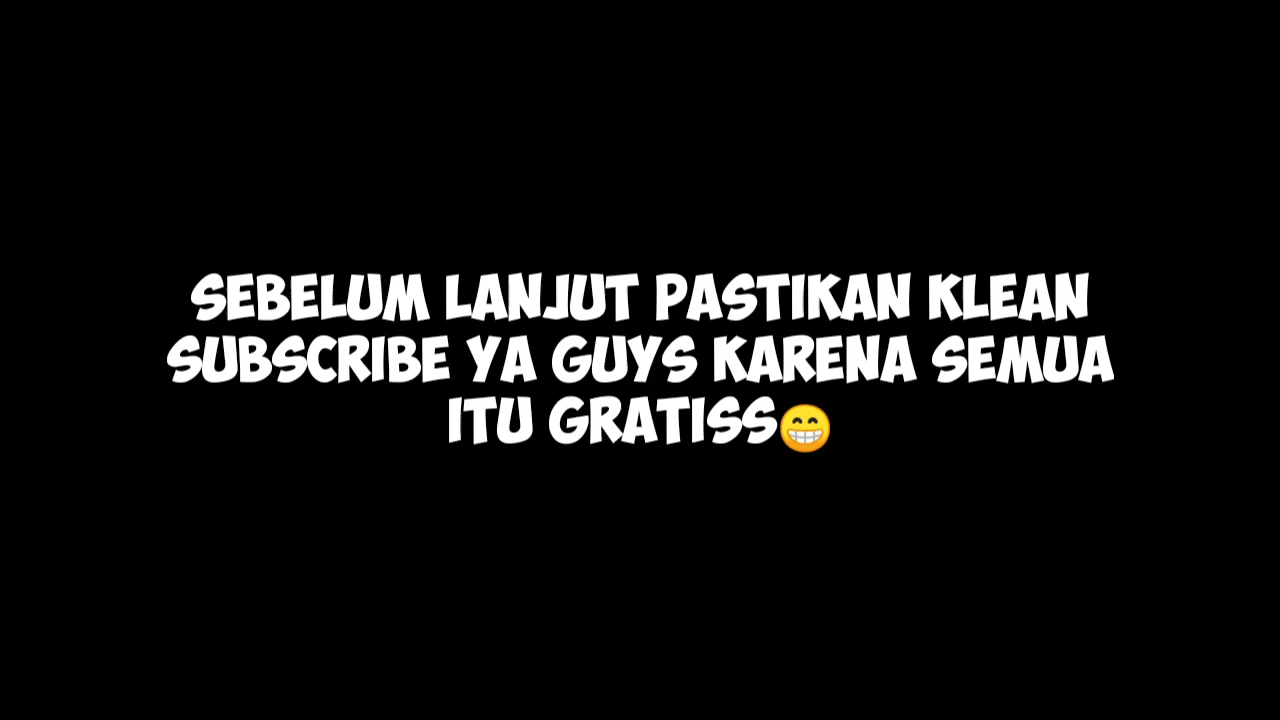 SEBELUM LANJUT PASTIKAN KLEAN
SUBSCRIBE YA GUYS KARENA SEMUA
ITU GRATISS😁